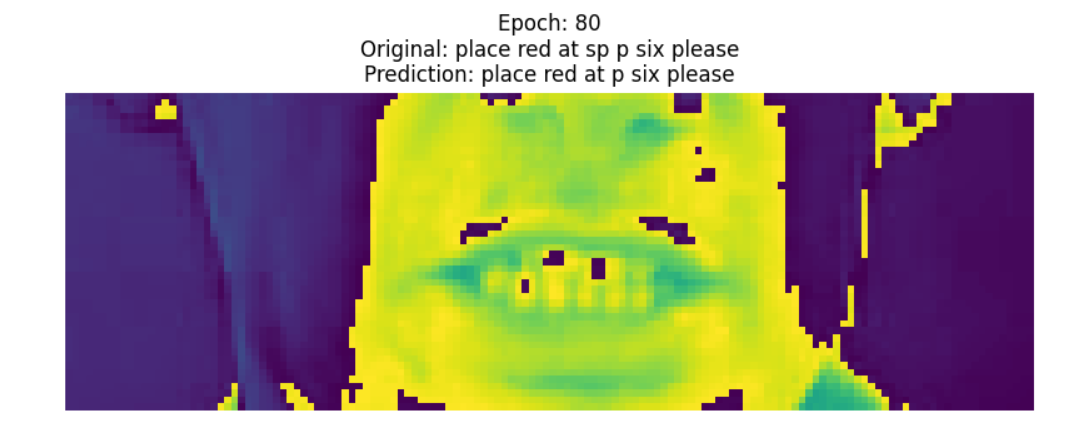 Epoch: 80
Original: place red at sp p six please
Prediction: place red at p six please